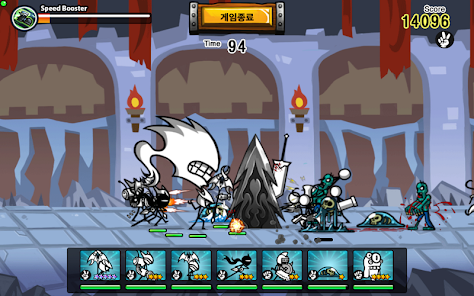 Speed Booster
게임종료
Score
14096
Time 94